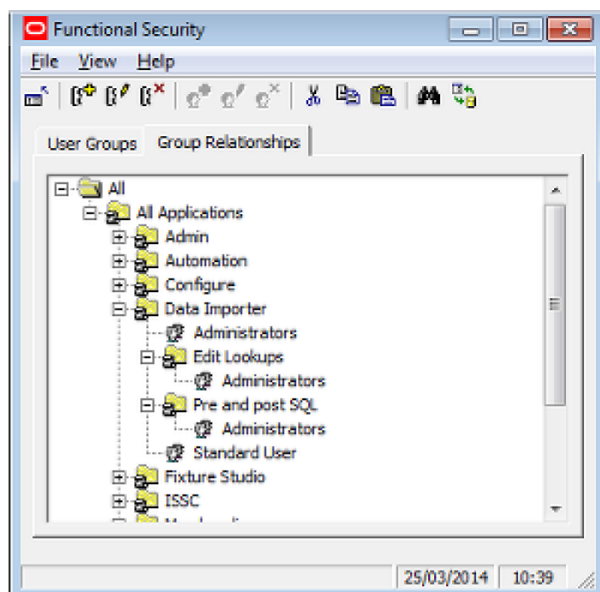 Functional Security
File View Help
User Groups Group Relationships
All
All Applications
Admin
Automation
Configure
Data Importer
Administrators
Edit Lookups
Administrators
Pre and post SQL
Administrators
Standard User
Fixture Studio
ISSC
25/03/2014 10:39